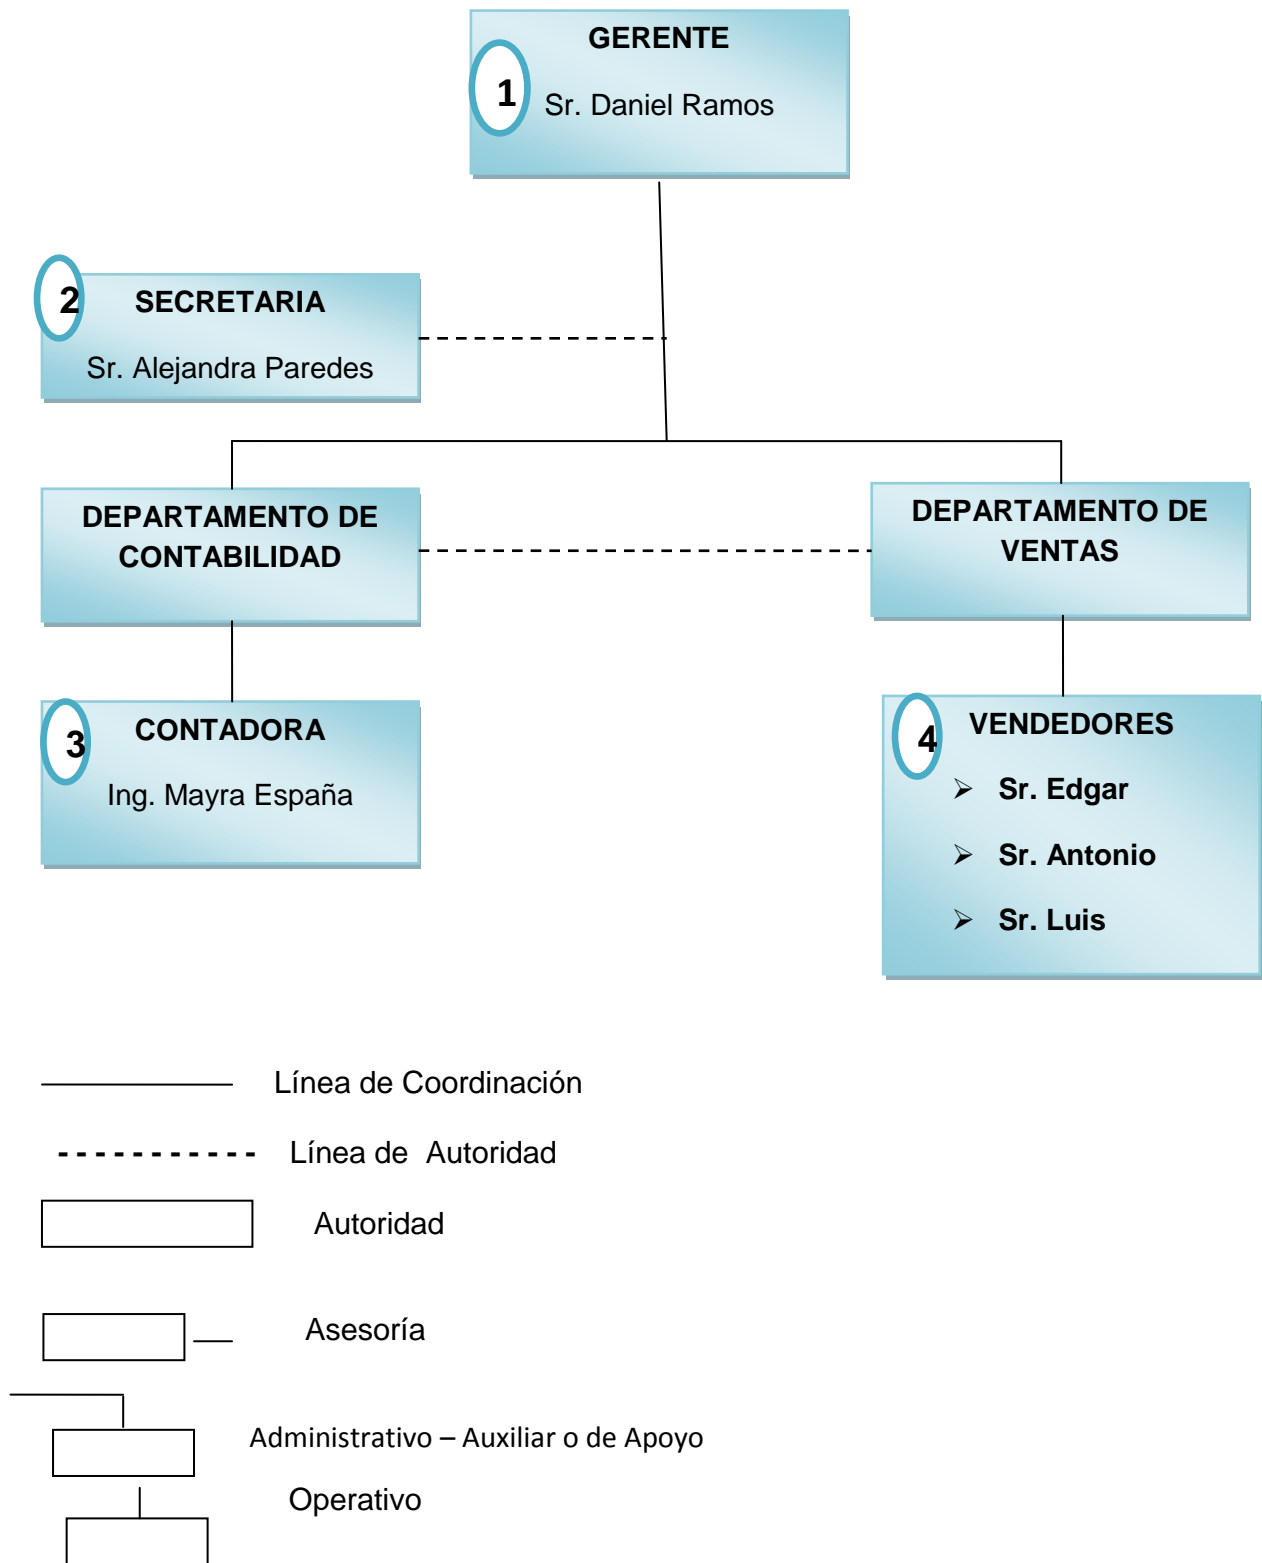 GERENTE
1
Sr. Daniel Ramos
2
SECRETARIA
Sr. Alejandra Paredes
DEPARTAMENTO DE
CONTABILIDAD
DEPARTAMENTO DE
VENTAS
3
CONTADORA
Ing. Mayra España
4
VENDEDORES
➢ Sr. Edgar
➢ Sr. Antonio
➢ Sr. Luis
Línea de Coordinación
Línea de Autoridad
Autoridad
Asesoría
Administrativo – Auxiliar o de Apoyo
Operativo